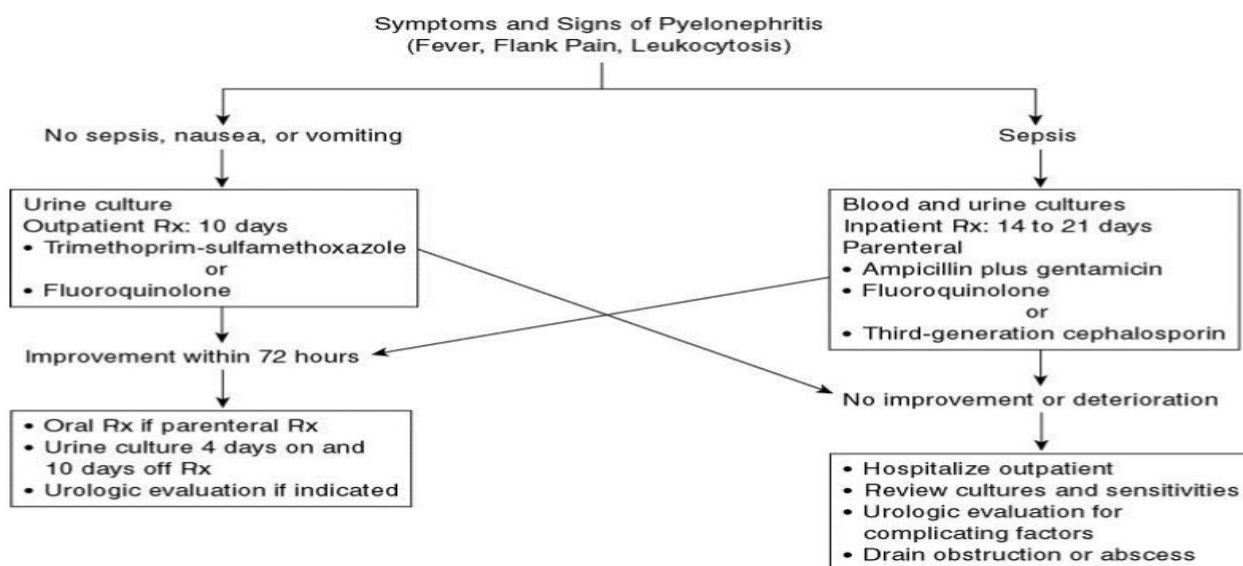 Symptoms and Signs of Pyelonephritis
(Fever, Flank Pain, Leukocytosis)
No sepsis, nausea, or vomiting
Sepsis
Urine culture
Outpatient Rx: 10 days
• Trimethoprim-sulfamethoxazole
or
• Fluoroquinolone
Blood and urine cultures
Inpatient Rx: 14 to 21 days
Parenteral
• Ampicillin plus gentamicin
• Fluoroquinolone
or
• Third-generation cephalosporin
Improvement within 72 hours
No improvement or deterioration
• Oral Rx if parenteral Rx
• Urine culture 4 days on and
10 days off Rx
• Urologic evaluation if indicated
• Hospitalize outpatient
• Review cultures and sensitivities
• Urologic evaluation for
complicating factors
• Drain obstruction or abscess